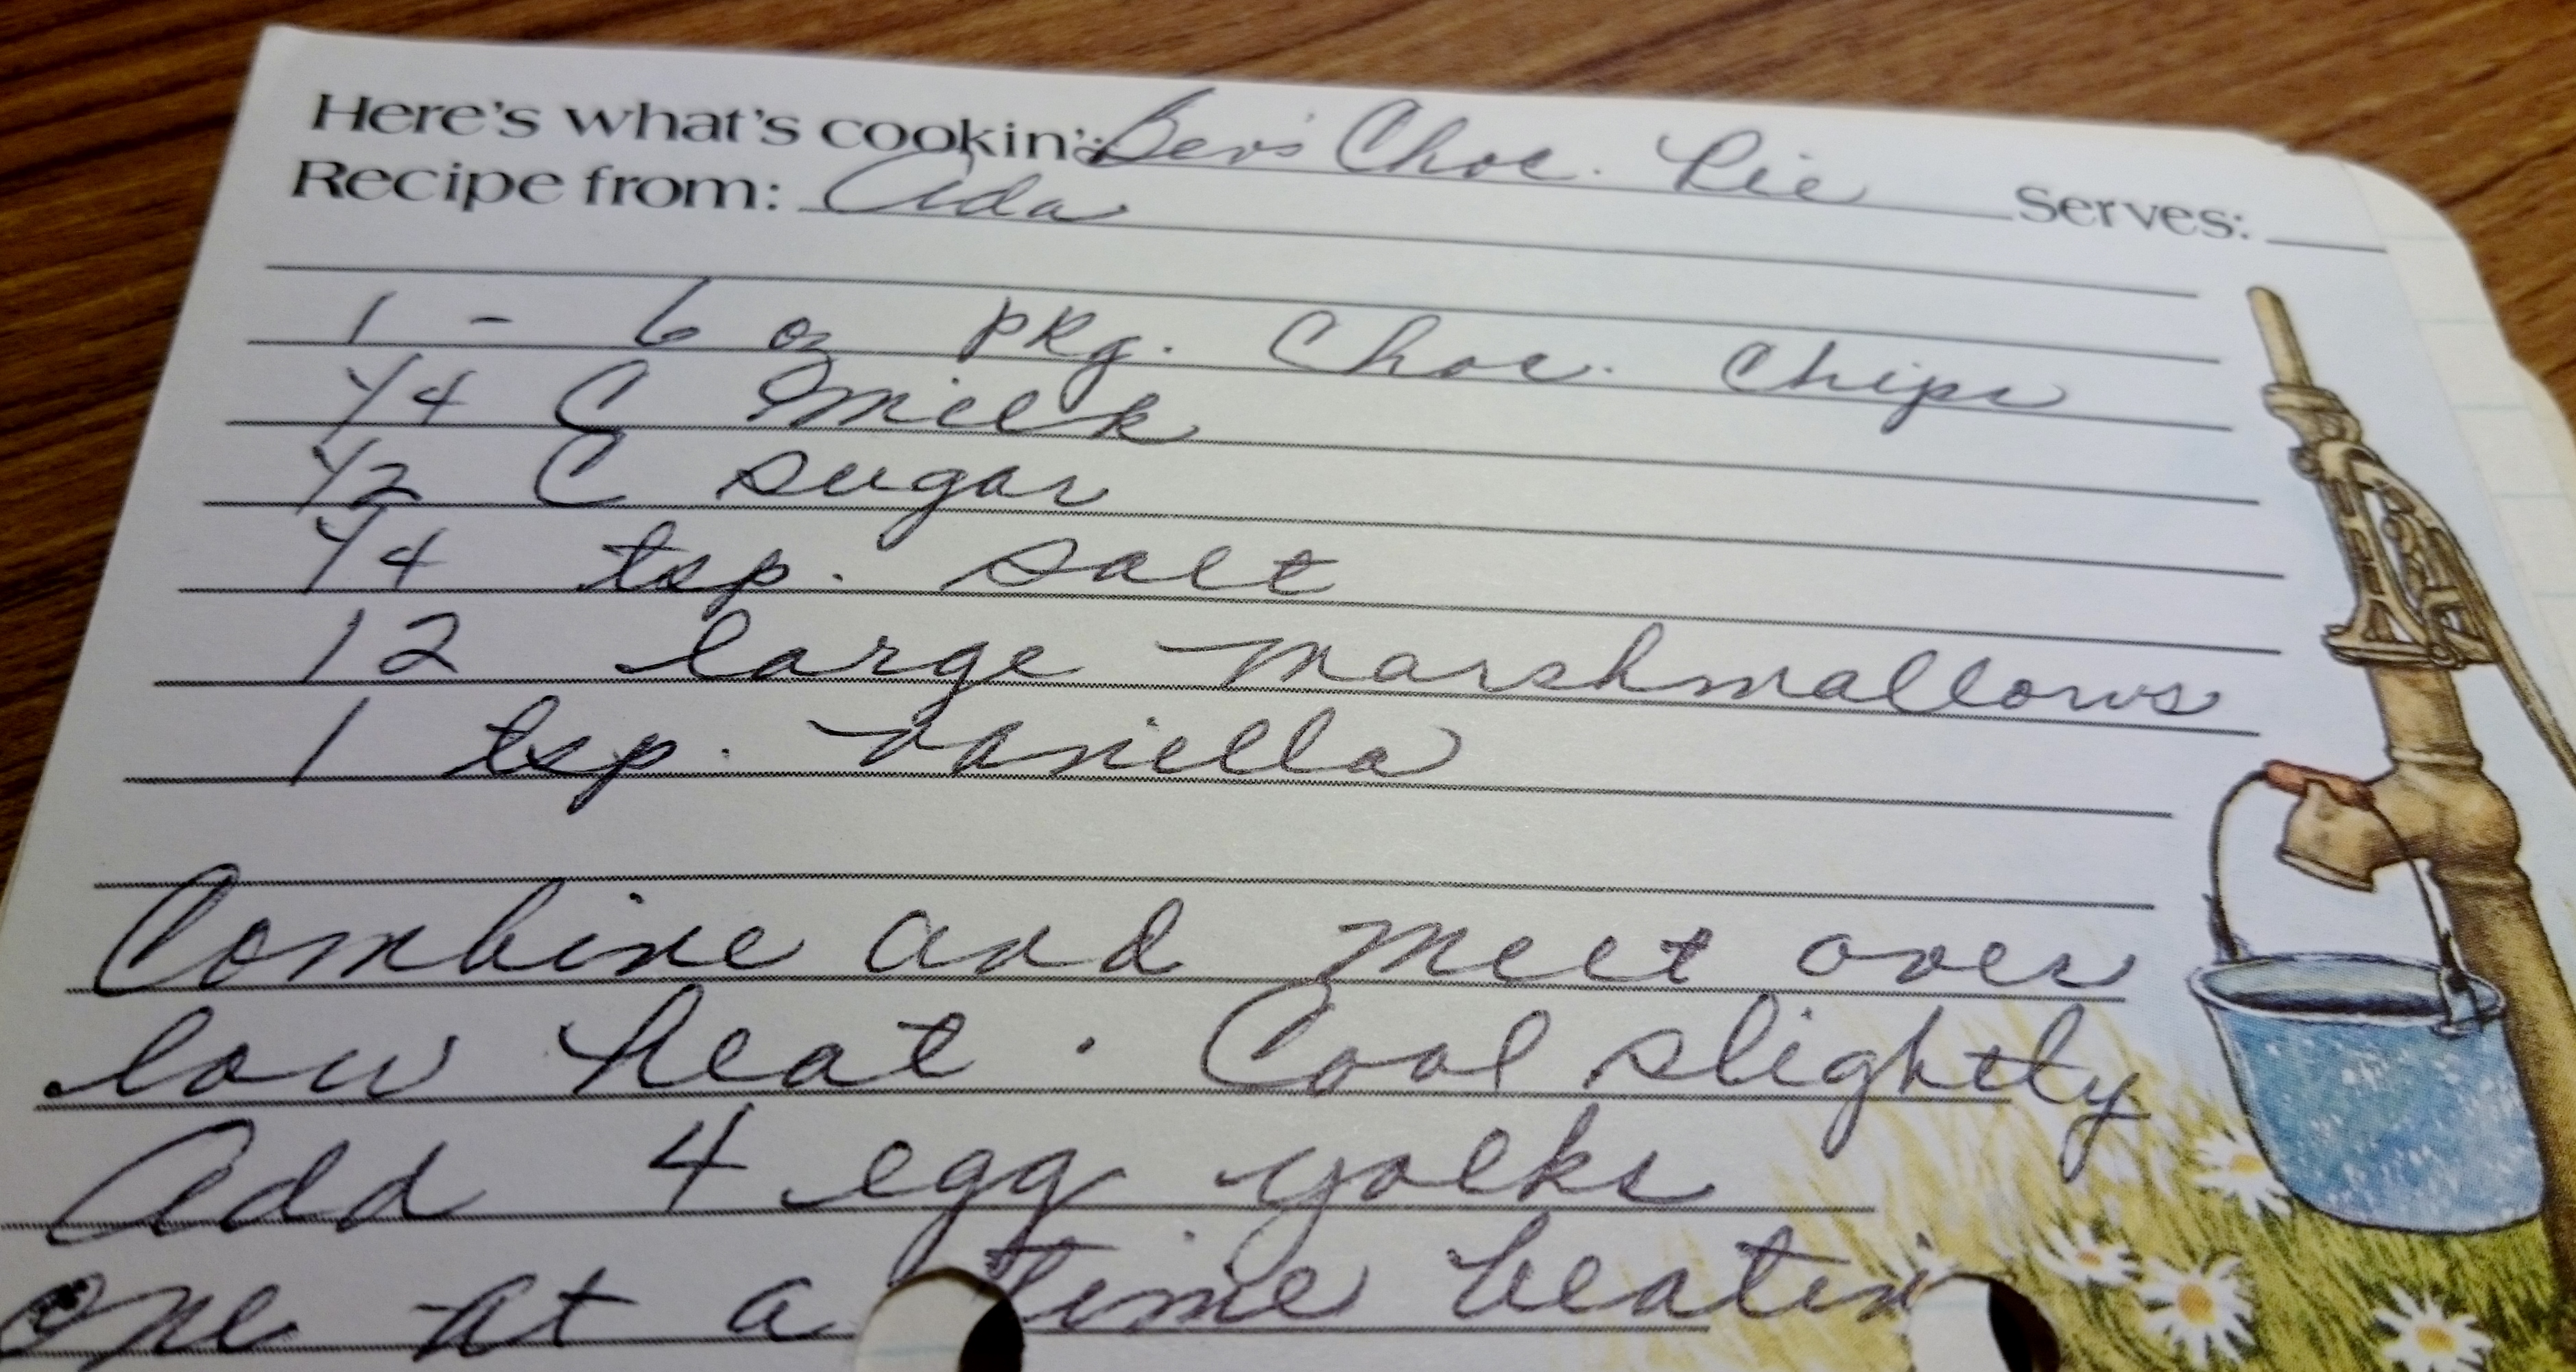 Here's what's cookin': Bev's Choc. Pie Serves:
Recipe from: Ada
1 - 6 oz pkg. Choc. Chips
1/4 C Milk
1/2 C sugar
1/4 tsp. salt
12 large marshmallows
1 tsp. vanilla
Combine and melt over
low heat. Cool slightly
Add 4 egg yolks
one at a time beatin